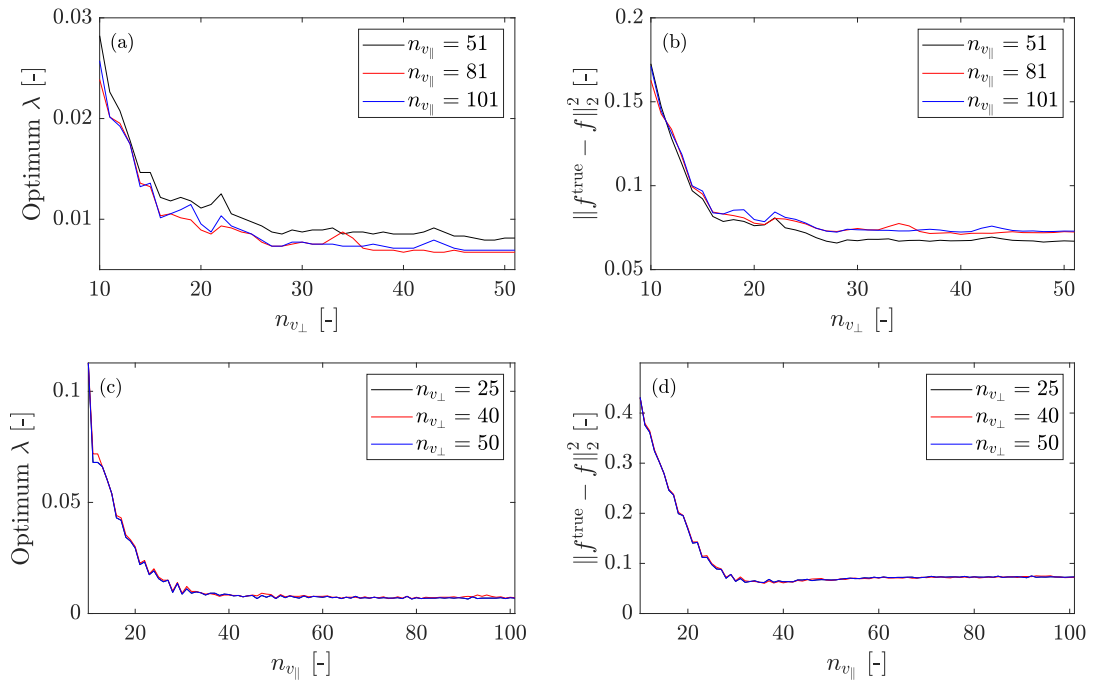 (a)
Optimum λ [-]
0.03
0.02
0.01
10 20 30 40 50
n_{v_⊥} [-]
n_{v_∥} = 51
n_{v_∥} = 81
n_{v_∥} = 101
(b)
‖f^{true} − f‖_2^2 [-]
0.2
0.15
0.1
0.05
10 20 30 40 50
n_{v_⊥} [-]
n_{v_∥} = 51
n_{v_∥} = 81
n_{v_∥} = 101
(c)
Optimum λ [-]
0.1
0.05
0
20 40 60 80 100
n_{v_∥} [-]
n_{v_⊥} = 25
n_{v_⊥} = 40
n_{v_⊥} = 50
(d)
‖f^{true} − f‖_2^2 [-]
0.4
0.3
0.2
0.1
0
20 40 60 80 100
n_{v_∥} [-]
n_{v_⊥} = 25
n_{v_⊥} = 40
n_{v_⊥} = 50